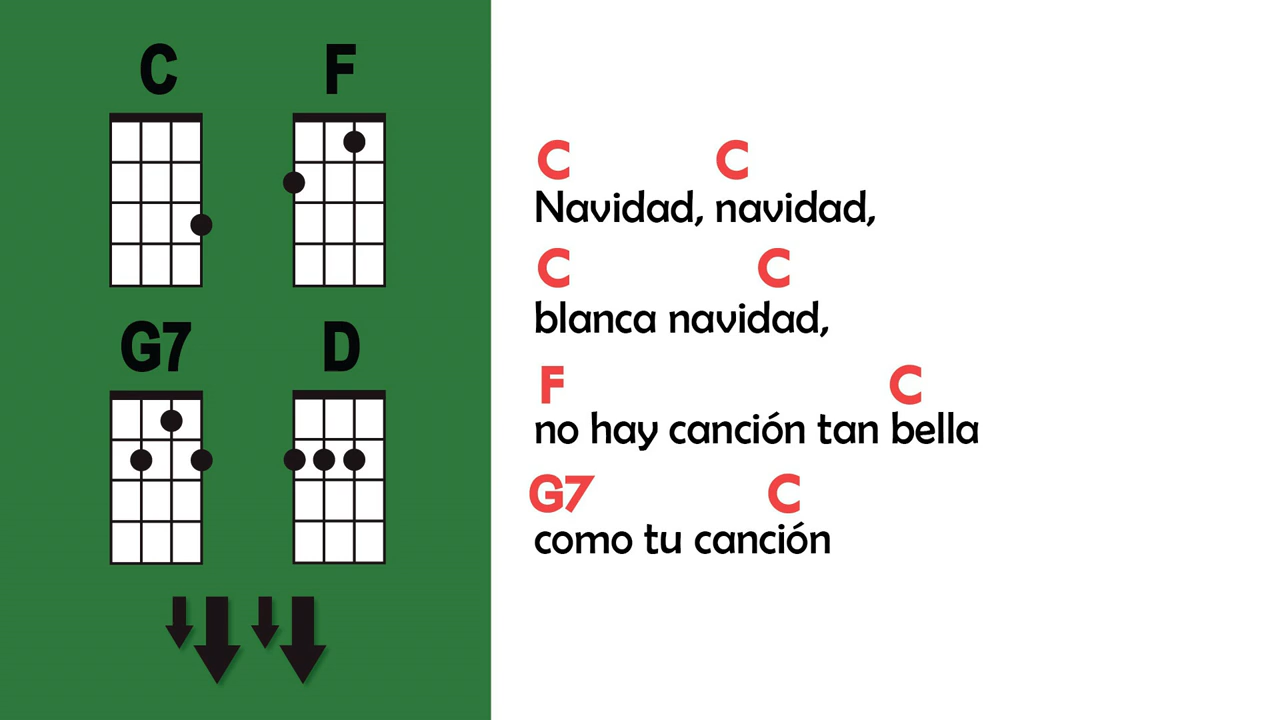 C F
G7 D
C C
Navidad, navidad,
C C
blanca navidad,
F C
no hay canción tan bella
G7 C
como tu canción